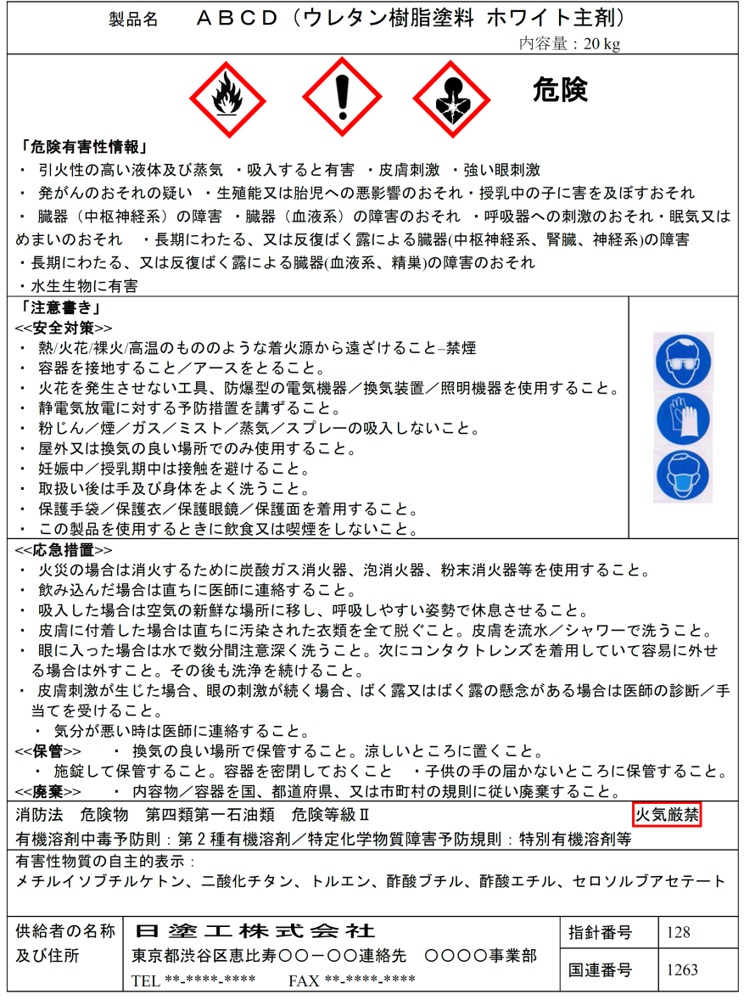 製品名　ＡＢＣＤ（ウレタン樹脂塗料 ホワイト主剤）
内容量：20 kg
危険
「危険有害性情報」
・ 引火性の高い液体及び蒸気 ・吸入すると有害 ・皮膚刺激 ・強い眼刺激
・ 発がんのおそれの疑い ・生殖能又は胎児への悪影響のおそれ・授乳中の子に害を及ぼすおそれ
・ 臓器（中枢神経系）の障害 ・臓器（血液系）の障害のおそれ ・呼吸器への刺激のおそれ・眠気又は
めまいのおそれ ・長期にわたる、又は反復ばく露による臓器(中枢神経系、腎臓、神経系)の障害
・長期にわたる、又は反復ばく露による臓器(血液系、精巣)の障害のおそれ
・水生生物に有害
「注意書き」
<<安全対策>>
・ 熱/火花/裸火/高温のもののような着火源から遠ざけること–禁煙
・ 容器を接地すること／アースをとること。
・ 火花を発生させない工具、防爆型の電気機器／換気装置／照明機器を使用すること。
・ 静電気放電に対する予防措置を講ずること。
・ 粉じん／煙／ガス／ミスト／蒸気／スプレーの吸入しないこと。
・ 屋外又は換気の良い場所でのみ使用すること。
・ 妊娠中／授乳期中は接触を避けること。
・ 取扱い後は手及び身体をよく洗うこと。
・ 保護手袋／保護衣／保護眼鏡／保護面を着用すること。
・ この製品を使用するときに飲食又は喫煙をしないこと。
<<応急措置>>
・ 火災の場合は消火するために炭酸ガス消火器、泡消火器、粉末消火器等を使用すること。
・ 飲み込んだ場合は直ちに医師に連絡すること。
・ 吸入した場合は空気の新鮮な場所に移し、呼吸しやすい姿勢で休息させること。
・ 皮膚に付着した場合は直ちに汚染された衣類を全て脱ぐこと。皮膚を流水／シャワーで洗うこと。
・ 眼に入った場合は水で数分間注意深く洗うこと。次にコンタクトレンズを着用していて容易に外せ
る場合は外すこと。その後も洗浄を続けること。
・ 皮膚刺激が生じた場合、眼の刺激が続く場合、ばく露又はばく露の懸念がある場合は医師の診断／手
当てを受けること。
・ 気分が悪い時は医師に連絡すること。
<<保管>> ・ 換気の良い場所で保管すること。涼しいところに置くこと。
・ 施錠して保管すること。容器を密閉しておくこと ・子供の手の届かないところに保管すること。
<<廃棄>> ・ 内容物／容器を国、都道府県、又は市町村の規則に従い廃棄すること。
消防法　危険物　第四類第一石油類　危険等級Ⅱ　火気厳禁
有機溶剤中毒予防則：第２種有機溶剤／特定化学物質障害予防規則：特別有機溶剤等
有害性物質の自主的表示：
メチルイソブチルケトン、二酸化チタン、トルエン、酢酸ブチル、酢酸エチル、セロソルブアセテート
供給者の名称
及び住所
日塗工株式会社
東京都渋谷区恵比寿〇〇－〇〇連絡先　〇〇〇〇事業部
TEL **-****-****　FAX **-****-****
指針番号 128
国連番号 1263